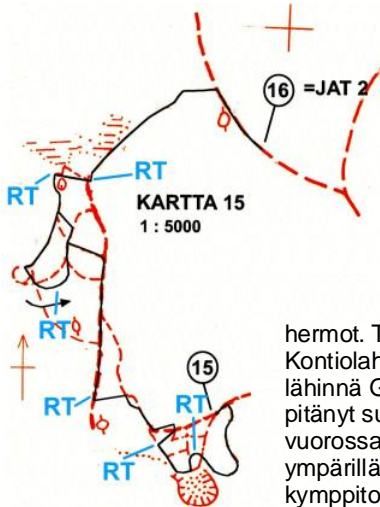 16 =JAT 2
RT
RT
KARTTA 15
1 : 5000
RT
hermot. T
Kontiolah
15
lähinnä G
RT
RT
pitänyt su
vuorossa
RT
ympärillä
kymppito